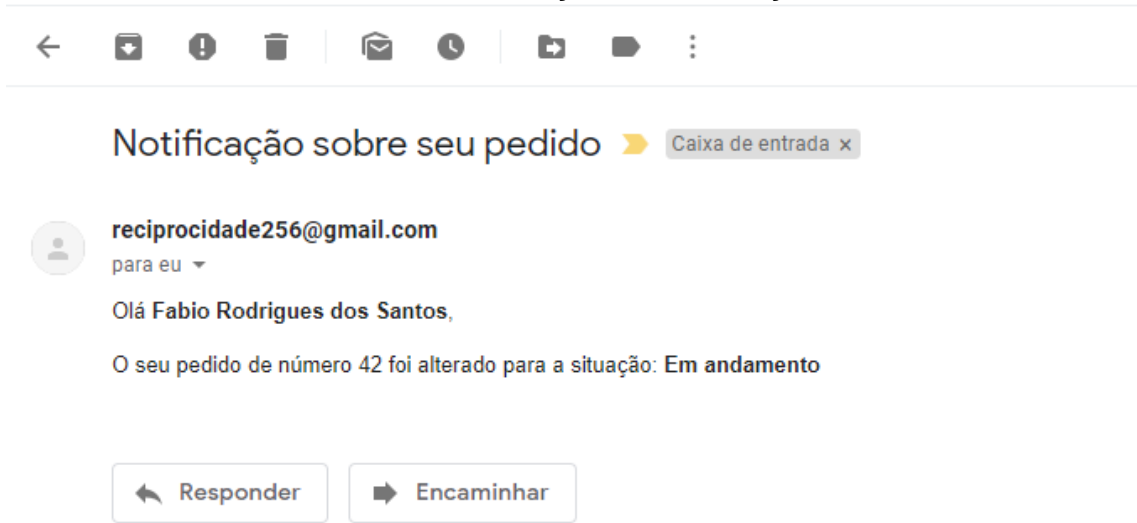 Notificação sobre seu pedido Caixa de entrada x
reciprocidade256@gmail.com
para eu
Olá Fabio Rodrigues dos Santos,
O seu pedido de número 42 foi alterado para a situação: Em andamento
Responder Encaminhar